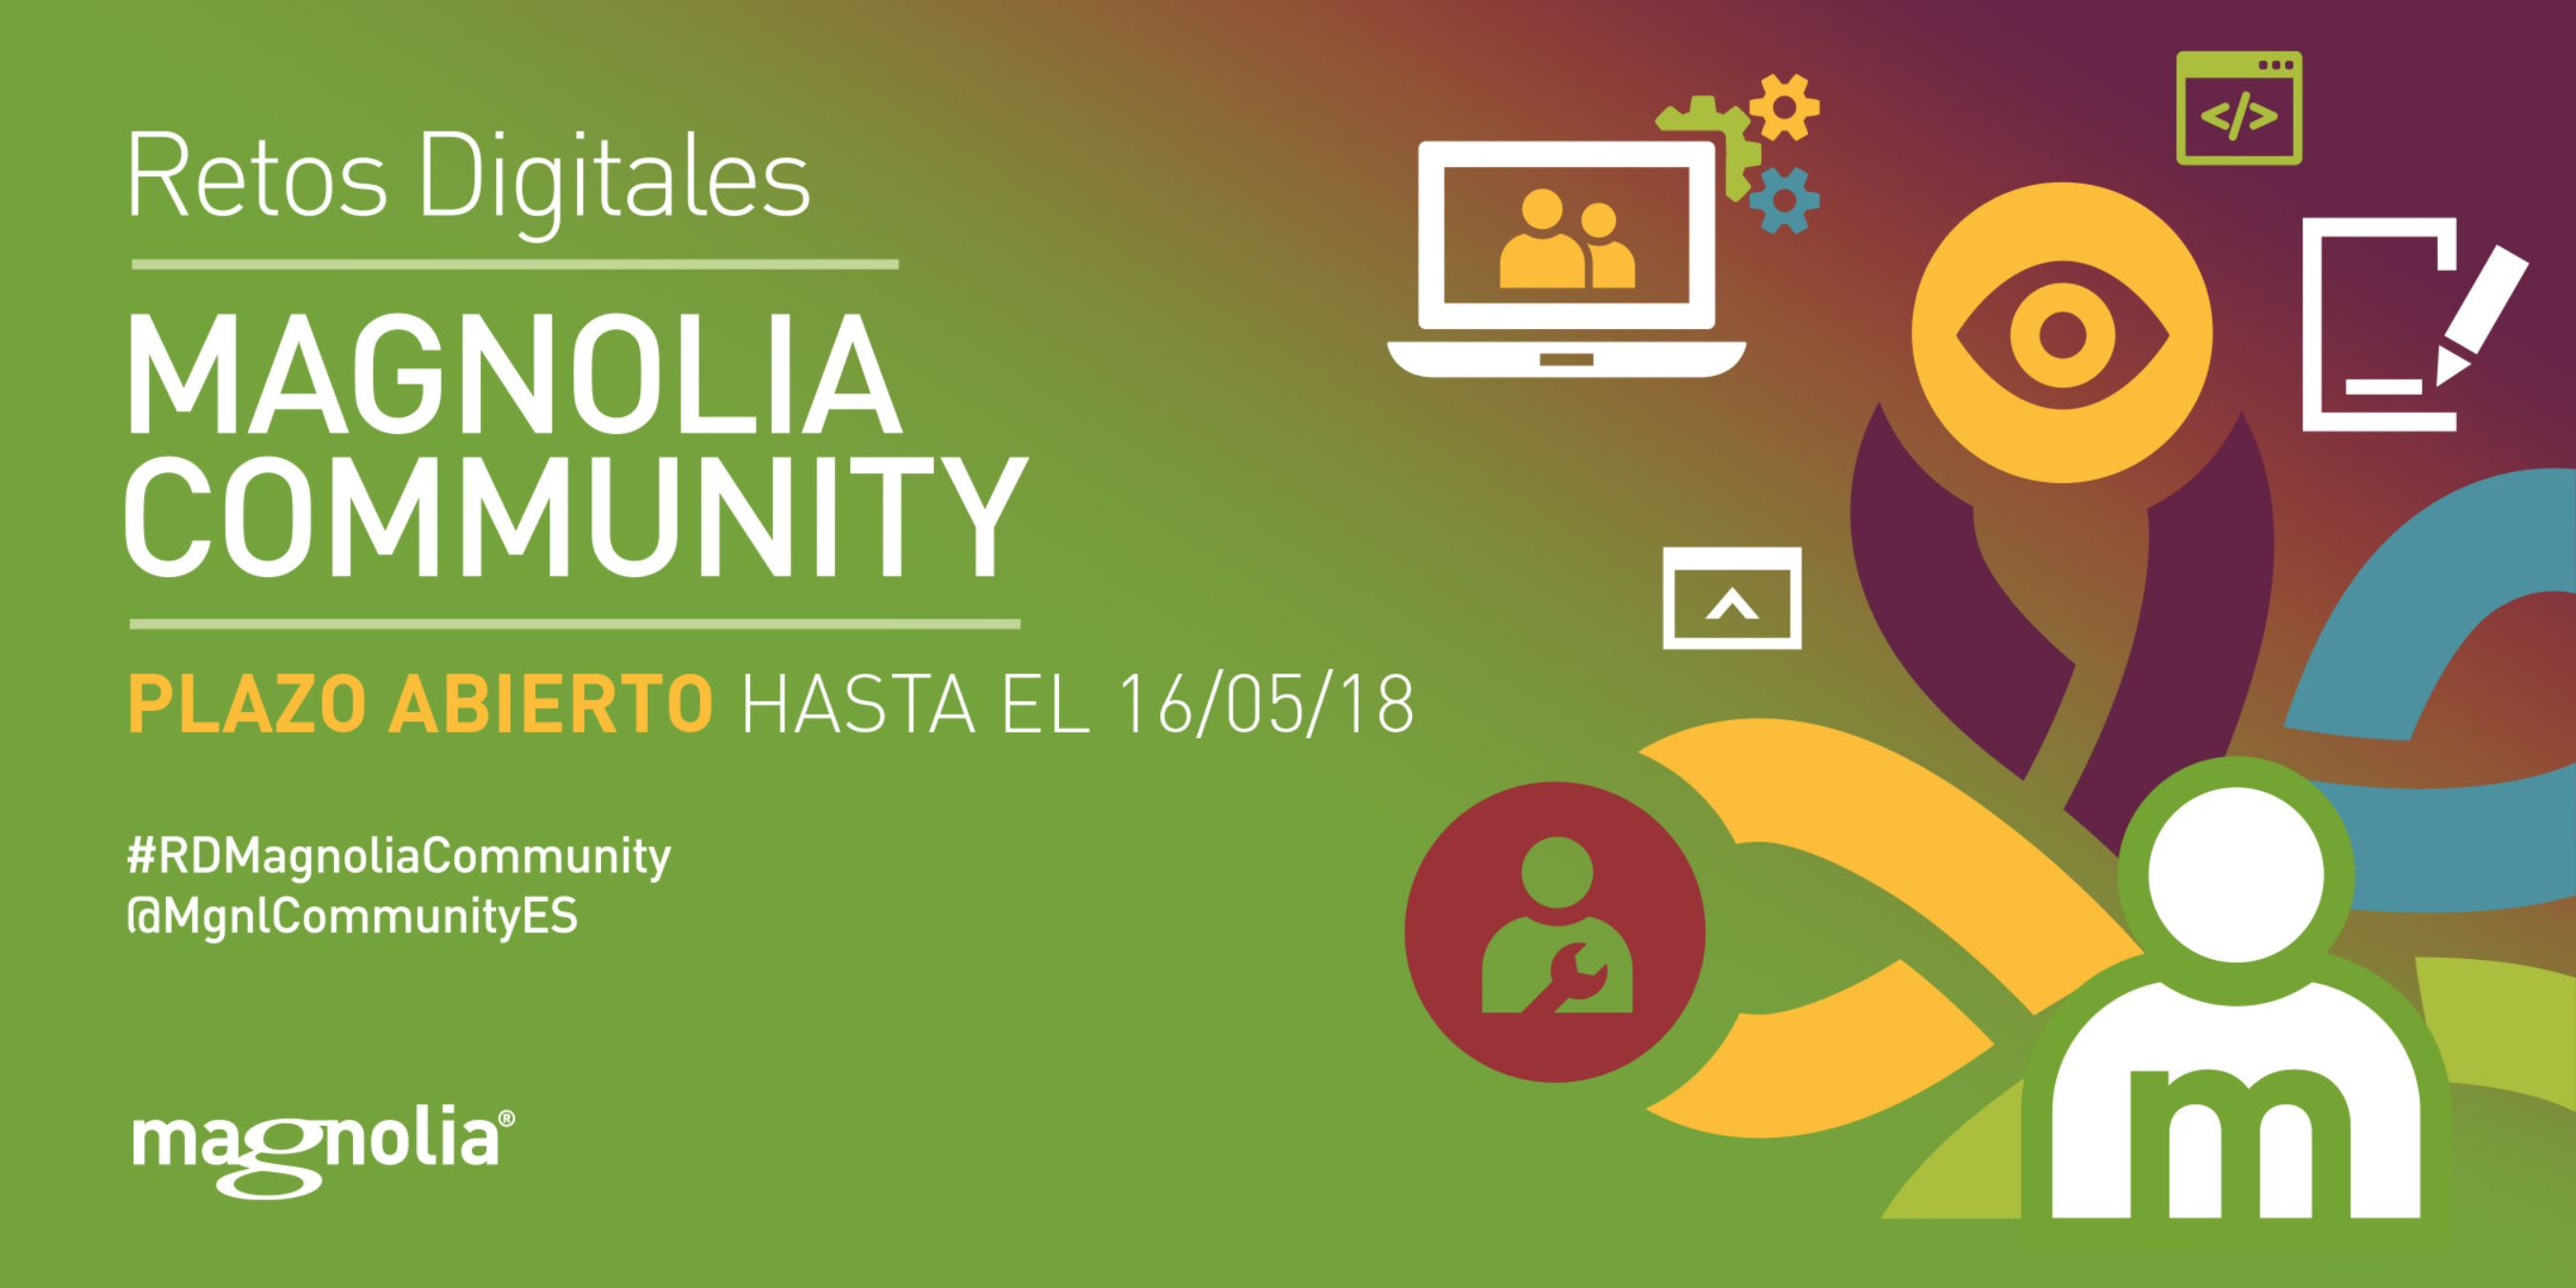 Retos Digitales
MAGNOLIA
COMMUNITY
PLAZO ABIERTO HASTA EL 16/05/18
#RDMagnoliaCommunity
@MgnlCommunityES
magnolia®
</>
m